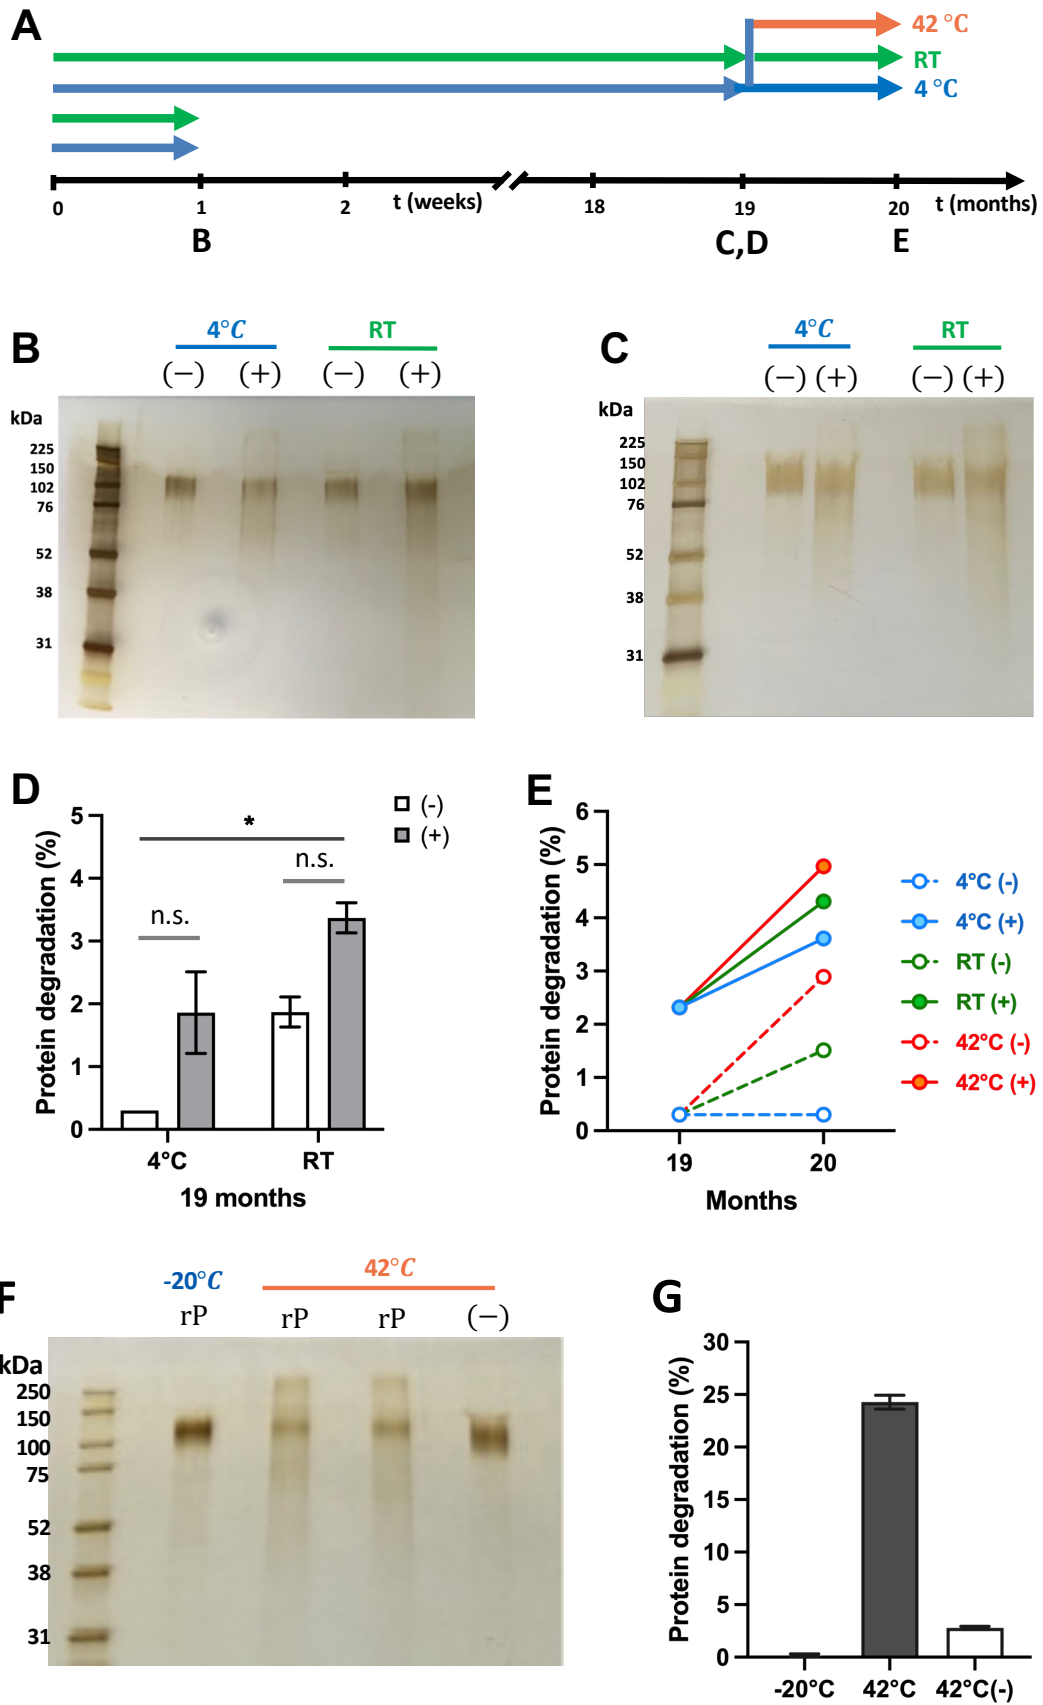 A
42 °C
RT
4 °C
0 1 2 t (weeks) 18 19 20 t (months)
B C,D E
B
4°C RT
(−) (+) (−) (+)
kDa
225
150
102
76
52
38
31
C
4°C RT
(−) (+) (−) (+)
kDa
225
150
102
76
52
38
31
D
Protein degradation (%)
5
4
3
2
1
0
(-)
(+)
*
n.s.
n.s.
4°C RT
19 months
E
Protein degradation (%)
6
5
4
3
2
1
0
19 20
Months
4°C (-)
4°C (+)
RT (-)
RT (+)
42°C (-)
42°C (+)
F
-20°C 42°C
rP rP rP (−)
kDa
250
150
100
75
52
38
31
G
Protein degradation (%)
30
25
20
15
10
5
0
-20°C 42°C 42°C(-)